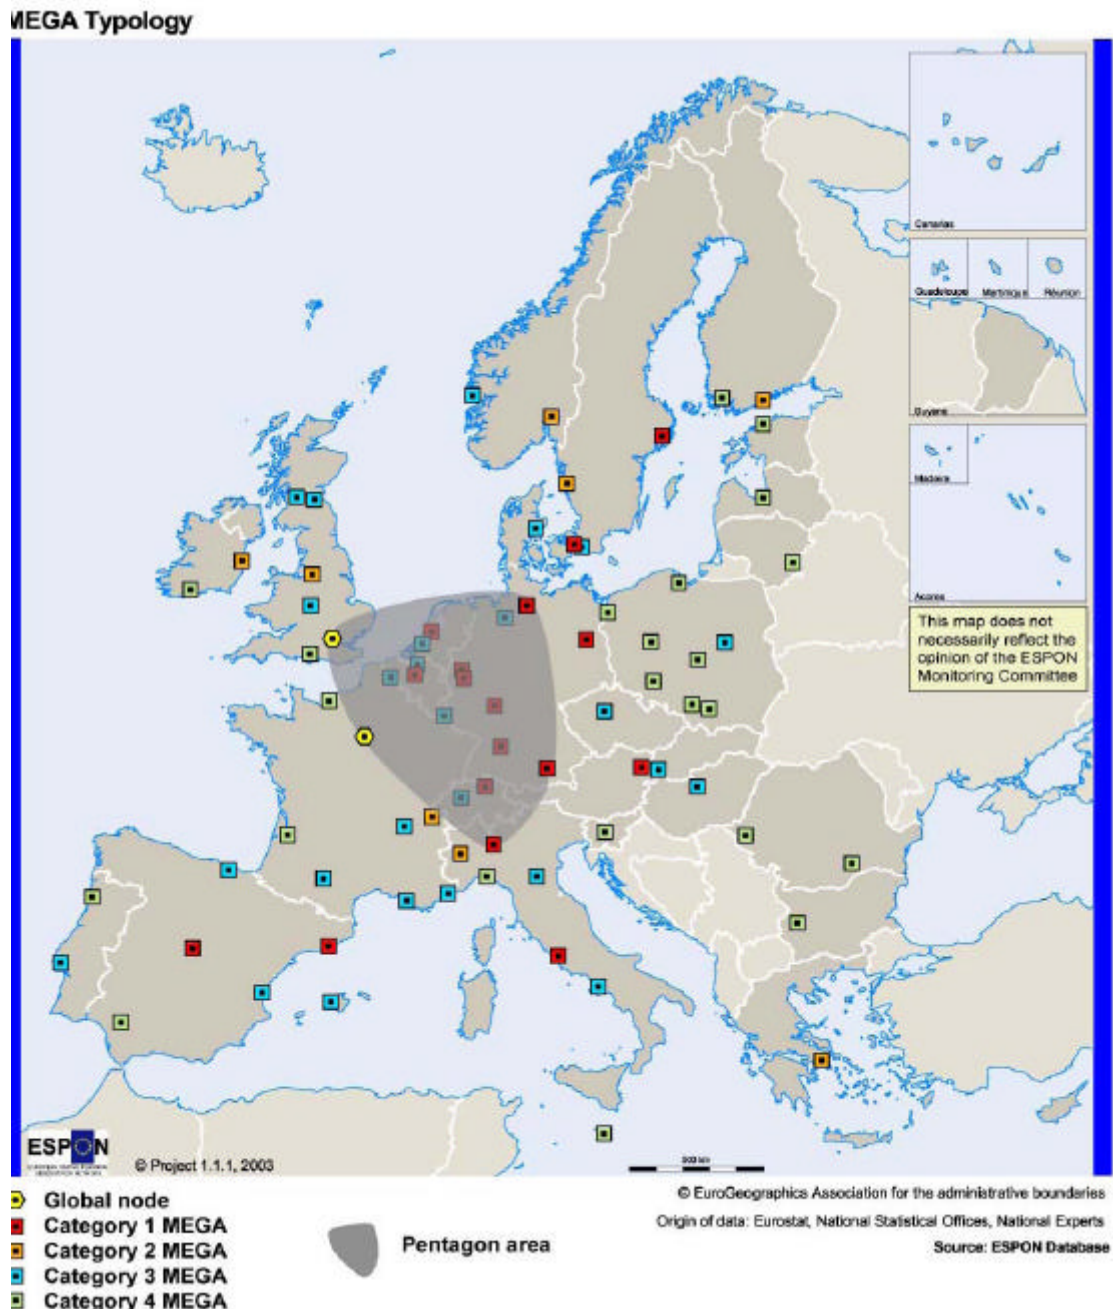 MEGA Typology
Canarias
Guadeloupe Martinique Réunion
Guyane
Madeira
Acores
This map does not
necessarily reflect the
opinion of the ESPON
Monitoring Committee
ESPON
© Project 1.1.1, 2003
500 km
© EuroGeographics Association for the administrative boundaries
Origin of data: Eurostat, National Statistical Offices, National Experts
Source: ESPON Database
Global node
Category 1 MEGA
Category 2 MEGA
Category 3 MEGA
Category 4 MEGA
Pentagon area